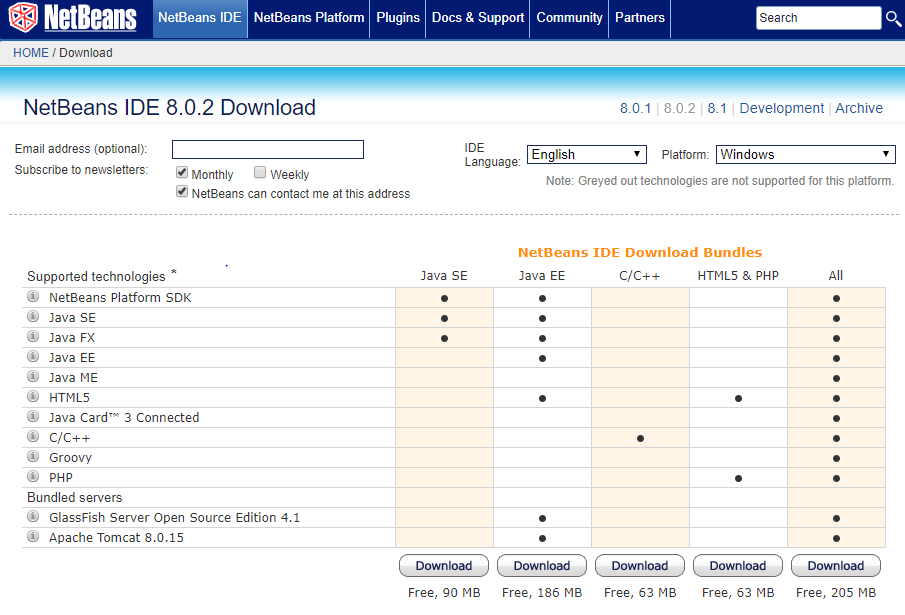 NetBeans
NetBeans IDE NetBeans Platform Plugins Docs & Support Community Partners Search
HOME / Download
NetBeans IDE 8.0.2 Download 8.0.1 | 8.0.2 | 8.1 | Development | Archive
Email address (optional):
Subscribe to newsletters:
Monthly Weekly
NetBeans can contact me at this address
IDE
Language: English Platform: Windows
Note: Greyed out technologies are not supported for this platform.
NetBeans IDE Download Bundles
Supported technologies * Java SE Java EE C/C++ HTML5 & PHP All
NetBeans Platform SDK • • •
Java SE • • •
Java FX • • •
Java EE • •
Java ME •
HTML5 • • •
Java Card™ 3 Connected •
C/C++ • •
Groovy •
PHP • •
Bundled servers
GlassFish Server Open Source Edition 4.1 • •
Apache Tomcat 8.0.15 • •
Download Download Download Download Download
Free, 90 MB Free, 186 MB Free, 63 MB Free, 63 MB Free, 205 MB